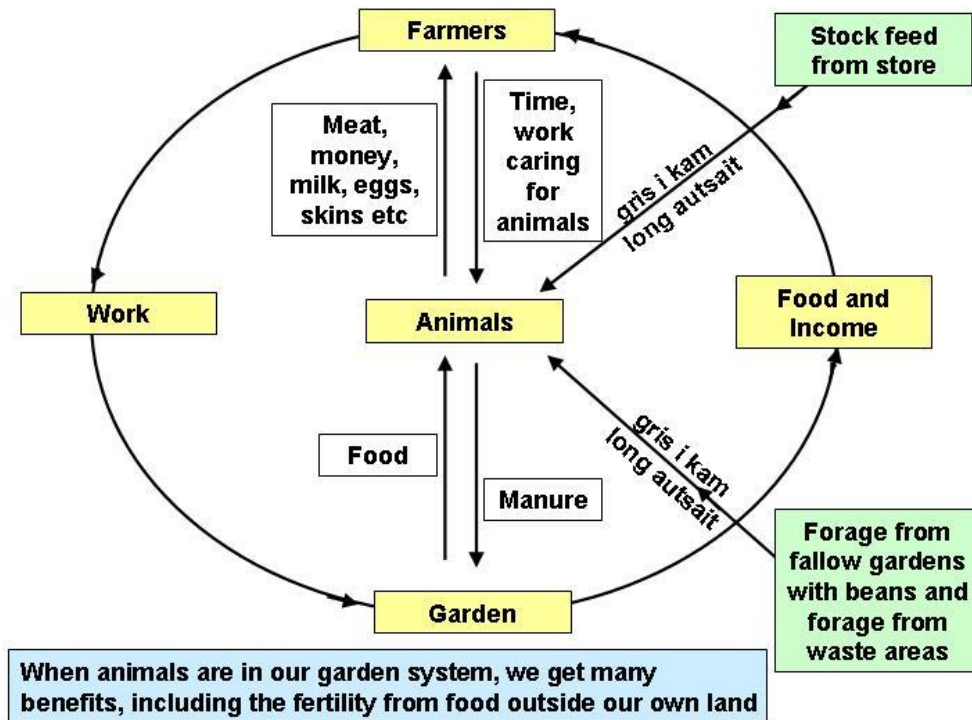 Farmers
Stock feed
from store
Meat,
money,
milk, eggs,
skins etc
Time,
work
caring
for
animals
gris i kam
long autsait
Work
Animals
Food and
Income
Food
Manure
gris i kam
long autsait
Forage from
fallow gardens
with beans and
forage from
waste areas
Garden
When animals are in our garden system, we get many
benefits, including the fertility from food outside our own land